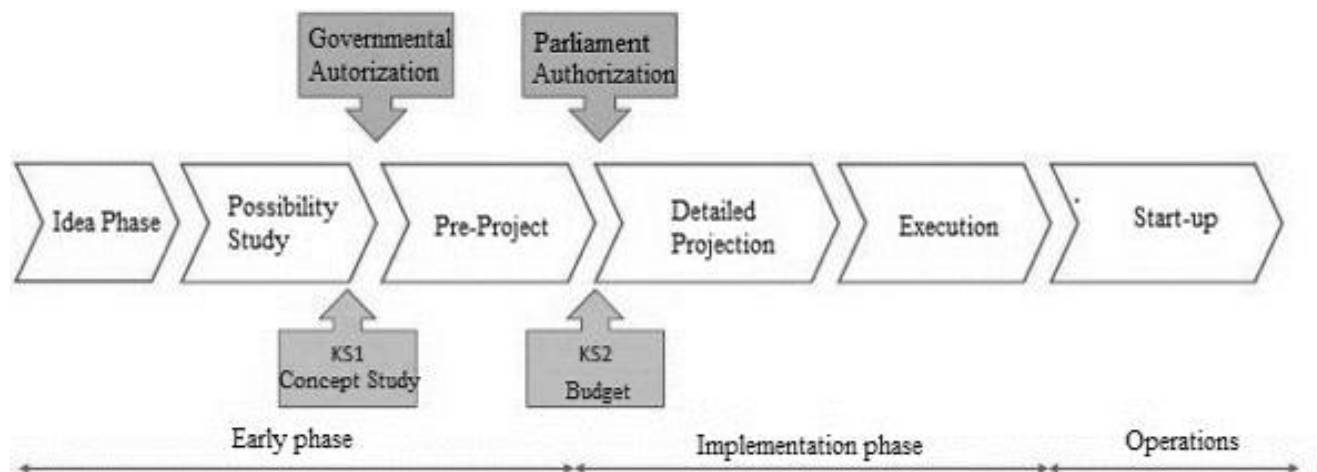 Governmental
Autorization
Parliament
Authorization
Idea Phase
Possibility
Study
Pre-Project
Detailed
Projection
Execution
Start-up
KS1
Concept Study
KS2
Budget
Early phase
Implementation phase
Operations